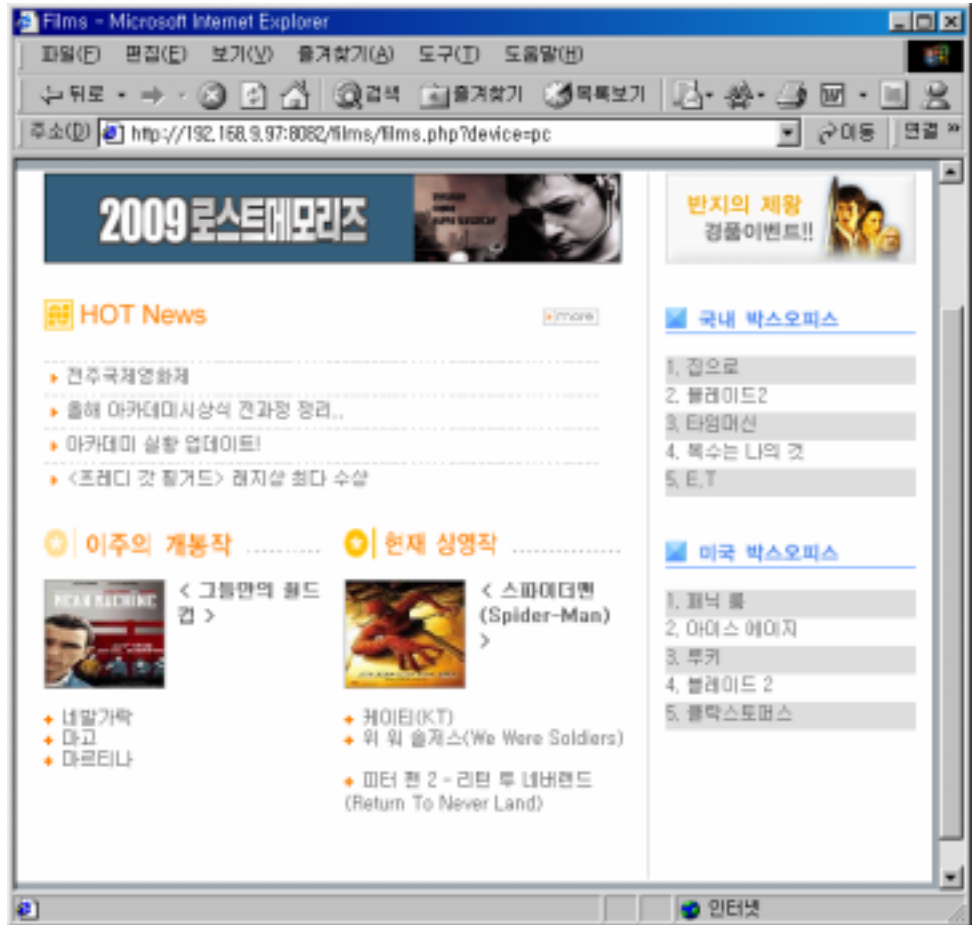 Films - Microsoft Internet Explorer
파일(F) 편집(E) 보기(V) 즐겨찾기(A) 도구(T) 도움말(H)
뒤로 검색 즐겨찾기 목록보기
주소(D) http://192.168.9.97:8082/films/films.php?device=pc 이동 연결 »
2009 로스트메모리즈
HOT News
more
전주국제영화제
올해 아카데미시상식 전과정 정리..
아카데미 실황 업데이트!
<프레디 갓 핑거드> 래지상 최다 수상
이주의 개봉작
MEAN MACHINE
< 그들만의 월드
컵 >
네발가락
마고
마르티나
현재 상영작
< 스파이더맨
(Spider-Man)
>
케이티(KT)
위 워 솔저스(We Were Soldiers)
피터 팬 2 - 리턴 투 네버랜드
(Return To Never Land)
반지의 제왕
경품이벤트!!
국내 박스오피스
1. 집으로
2. 블레이드2
3. 타임머신
4. 복수는 나의 것
5. E.T
미국 박스오피스
1. 패닉 룸
2. 아이스 에이지
3. 루키
4. 블레이드 2
5. 클락스토퍼스
인터넷